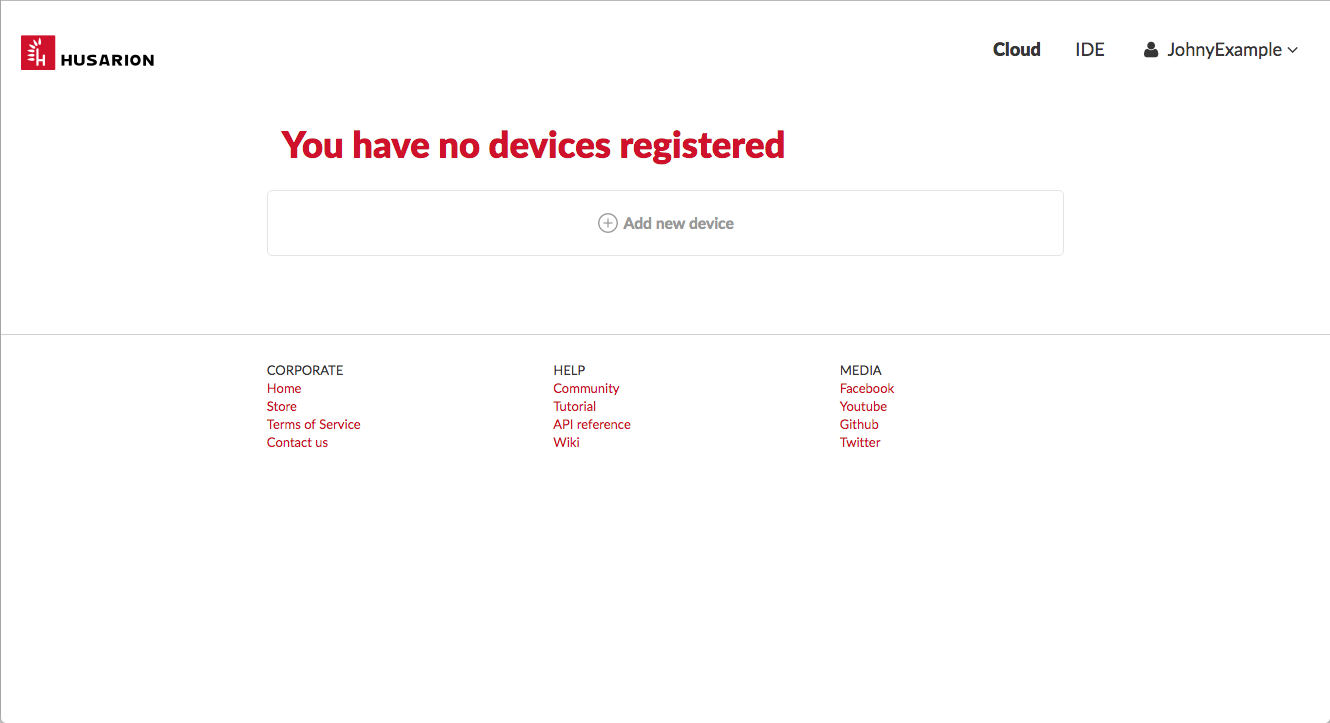 HUSARION
Cloud IDE JohnyExample
You have no devices registered
Add new device
CORPORATE
Home
Store
Terms of Service
Contact us
HELP
Community
Tutorial
API reference
Wiki
MEDIA
Facebook
Youtube
Github
Twitter